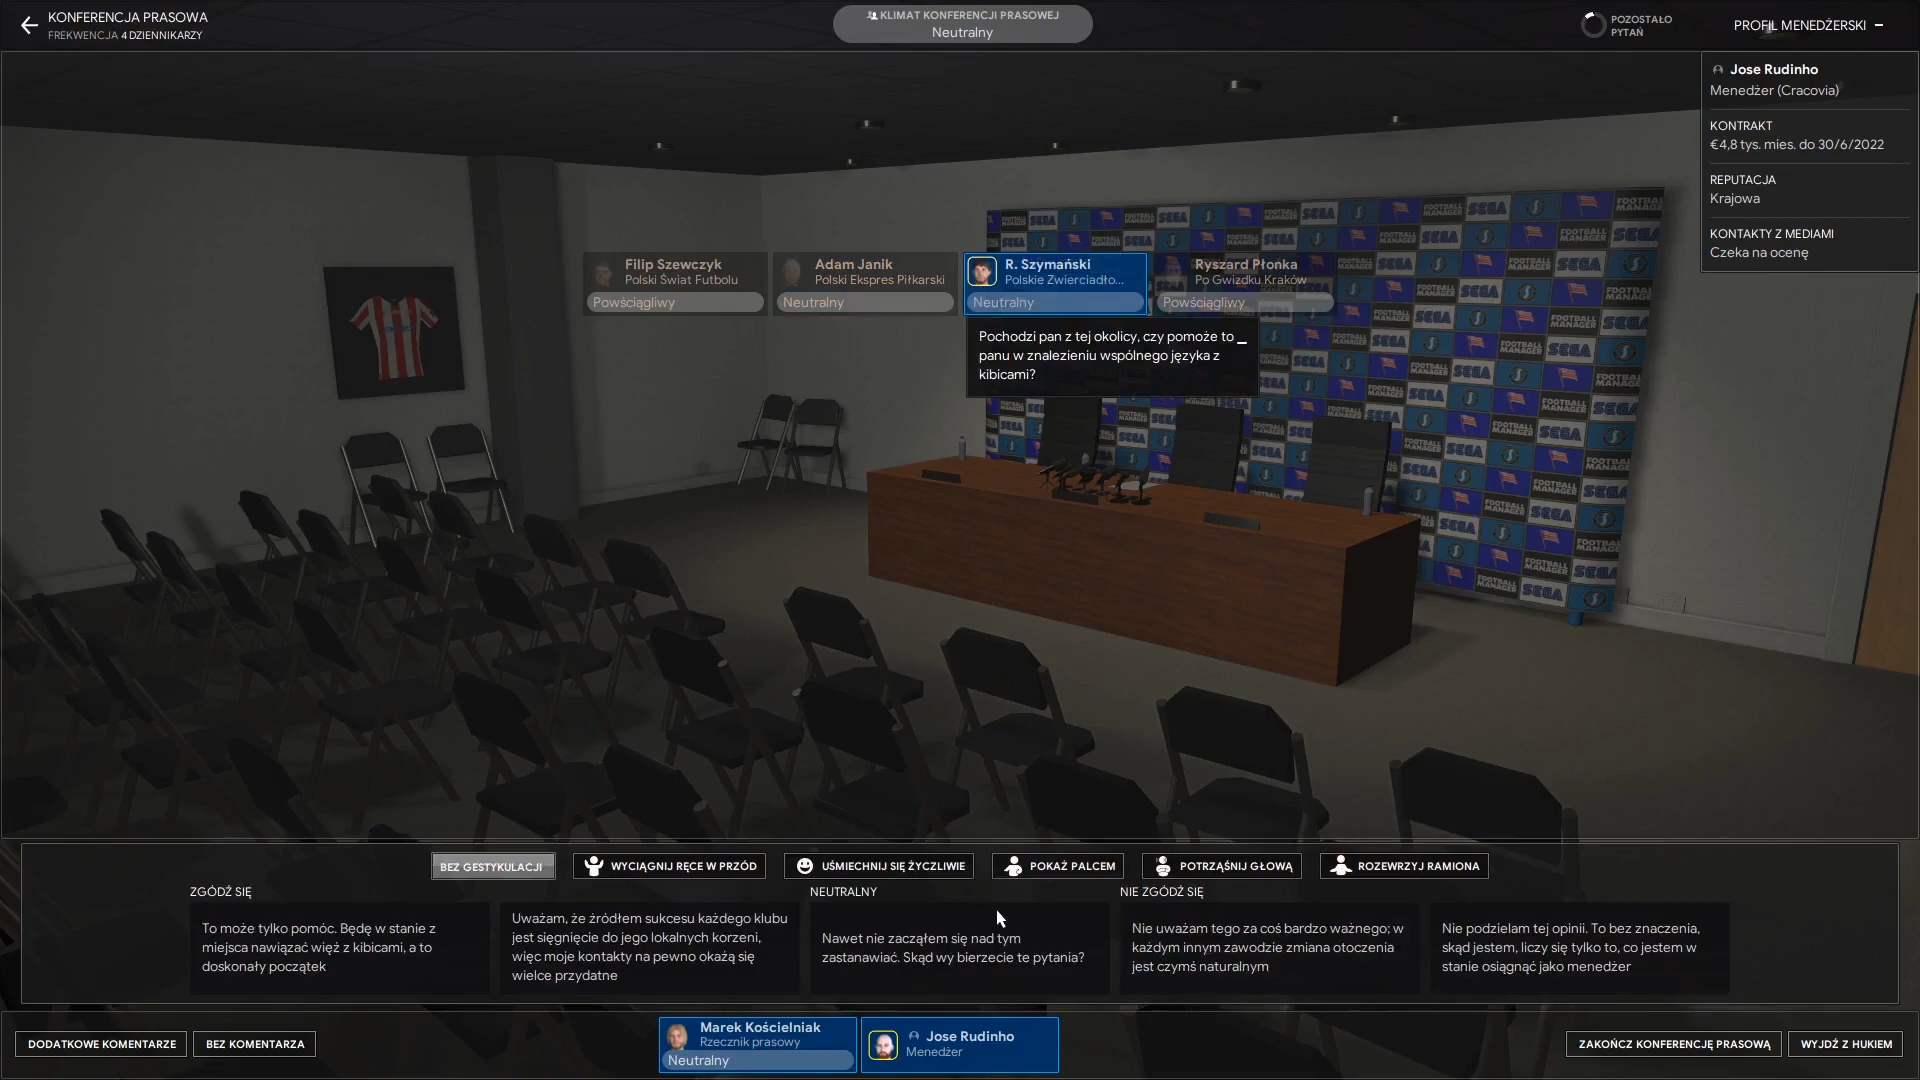 KONFERENCJA PRASOWA
FREKWENCJA 4 DZIENNIKARZY
KLIMAT KONFERENCJI PRASOWEJ
Neutralny
POZOSTAŁO
PYTAŃ
PROFIL MENEDŻERSKI
Jose Rudinho
Menedżer (Cracovia)
KONTRAKT
€4,8 tys. mies. do 30/6/2022
REPUTACJA
Krajowa
KONTAKTY Z MEDIAMI
Czeka na ocenę
Filip Szewczyk
Polski Świat Futbolu
Powściągliwy
Adam Janik
Polski Ekspres Piłkarski
Neutralny
R. Szymański
Polskie Zwierciadło...
Neutralny
Ryszard Płonka
Po Gwizdku Kraków
Powściągliwy
Pochodzi pan z tej okolicy, czy pomoże to
panu w znalezieniu wspólnego języka z
kibicami?
FOOTBALL MANAGER
SEGA
BEZ GESTYKULACJI
WYCIĄGNIJ RĘCE W PRZÓD
UŚMIECHNIJ SIĘ ŻYCZLIWIE
POKAŻ PALCEM
POTRZĄŚNIJ GŁOWĄ
ROZEWRZYJ RAMIONA
ZGÓDŹ SIĘ
NEUTRALNY
NIE ZGÓDŹ SIĘ
To może tylko pomóc. Będę w stanie z
miejsca nawiązać więź z kibicami, a to
doskonały początek
Uważam, że źródłem sukcesu każdego klubu
jest sięgnięcie do jego lokalnych korzeni,
więc moje kontakty na pewno okażą się
wielce przydatne
Nawet nie zacząłem się nad tym
zastanawiać. Skąd wy bierzecie te pytania?
Nie uważam tego za coś bardzo ważnego; w
każdym innym zawodzie zmiana otoczenia
jest czymś naturalnym
Nie podzielam tej opinii. To bez znaczenia,
skąd jestem, liczy się tylko to, co jestem w
stanie osiągnąć jako menedżer
DODATKOWE KOMENTARZE
BEZ KOMENTARZA
Marek Kościelniak
Rzecznik prasowy
Neutralny
Jose Rudinho
Menedżer
ZAKOŃCZ KONFERENCJĘ PRASOWĄ
WYJDŹ Z HUKIEM